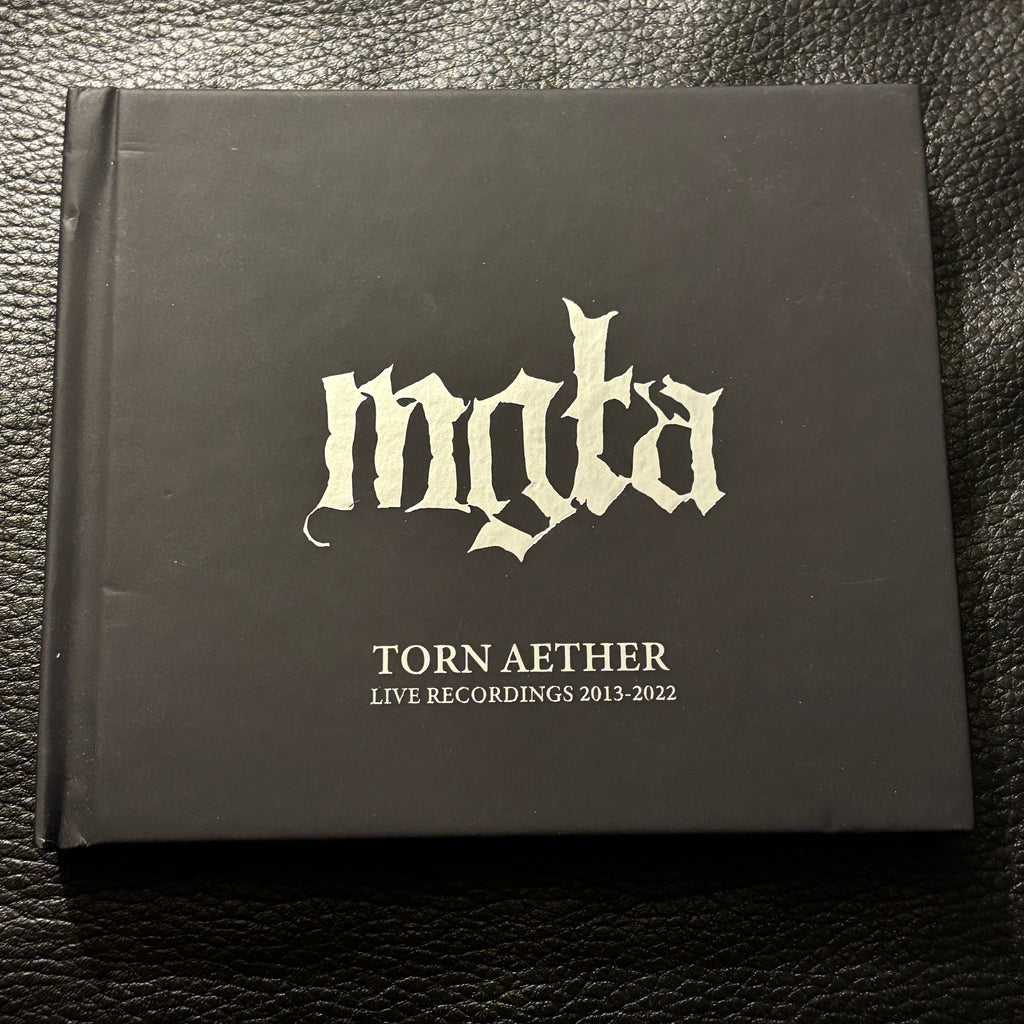 mgła
TORN AETHER
LIVE RECORDINGS 2013-2022